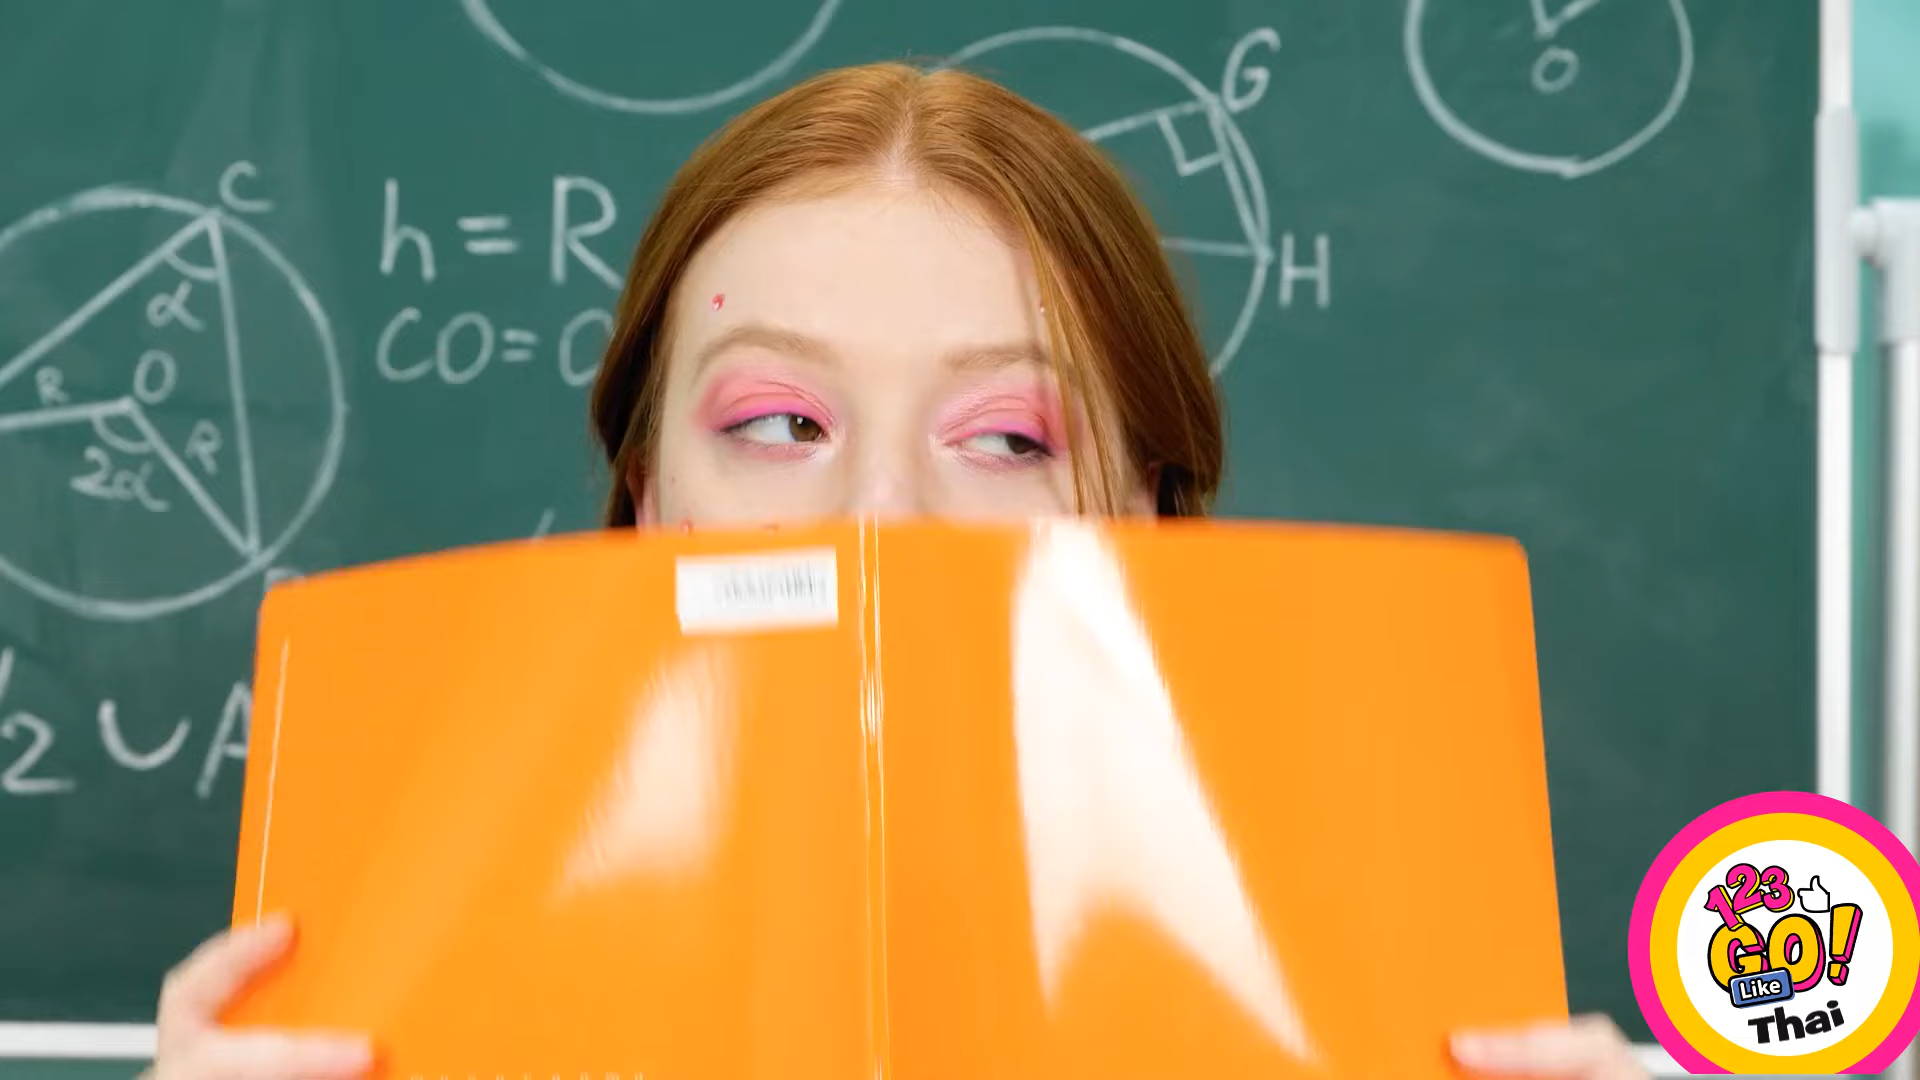 G
O
C
h = R
H
α
CO=
O
R
R
2α
2 ∪ A
123
GO!
Like
Thai